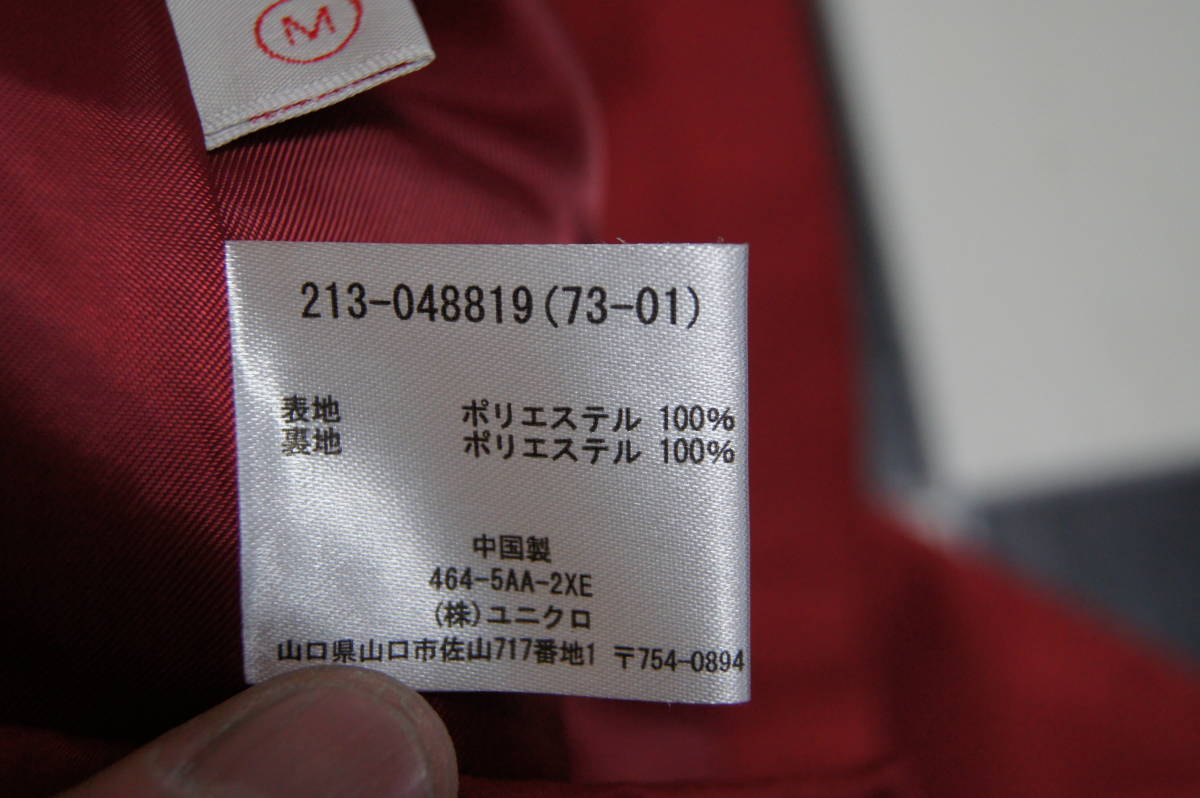 M
213-048819(73-01)
表地 ポリエステル 100%
裏地 ポリエステル 100%
中国製
464-5AA-2XE
(株)ユニクロ
山口県山口市佐山717番地1 〒754-0894